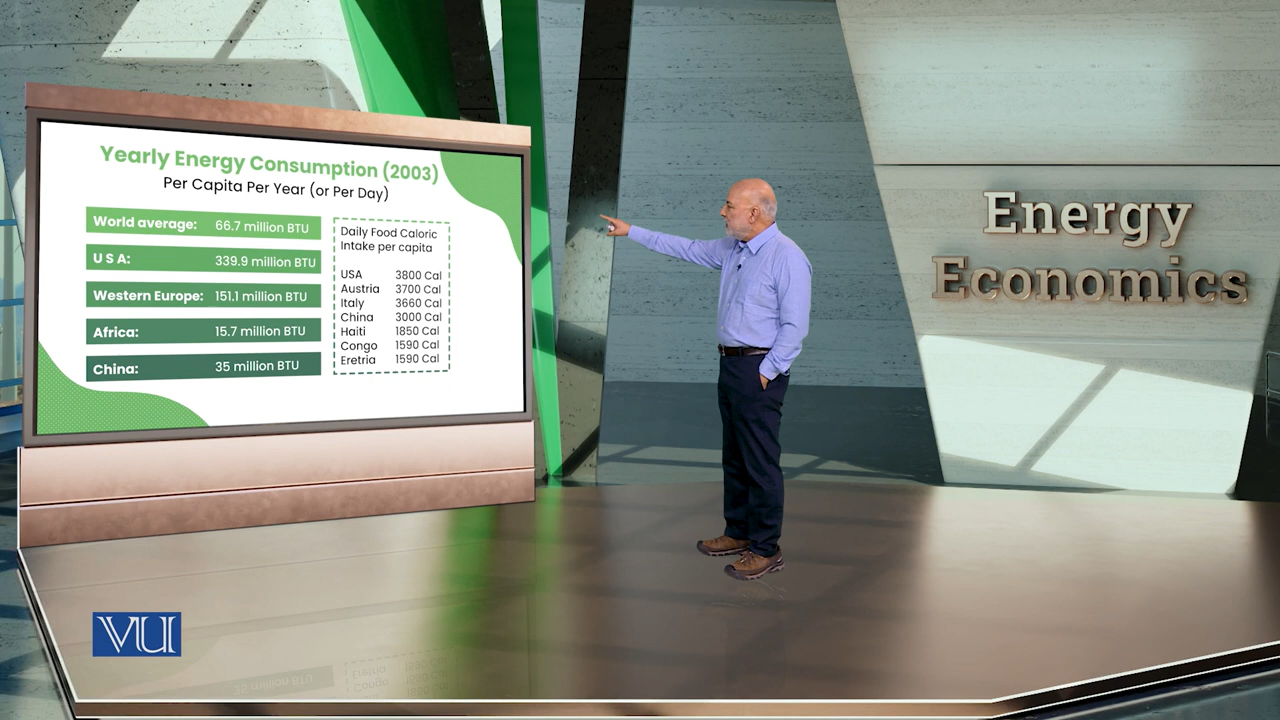 Yearly Energy Consumption (2003)
Per Capita Per Year (or Per Day)
World average: 66.7 million BTU
U S A: 339.9 million BTU
Western Europe: 151.1 million BTU
Africa: 15.7 million BTU
China: 35 million BTU
Daily Food Caloric
Intake per capita
USA 3800 Cal
Austria 3700 Cal
Italy 3660 Cal
China 3000 Cal
Haiti 1850 Cal
Congo 1590 Cal
Eretria 1590 Cal
Energy
Economics
VU